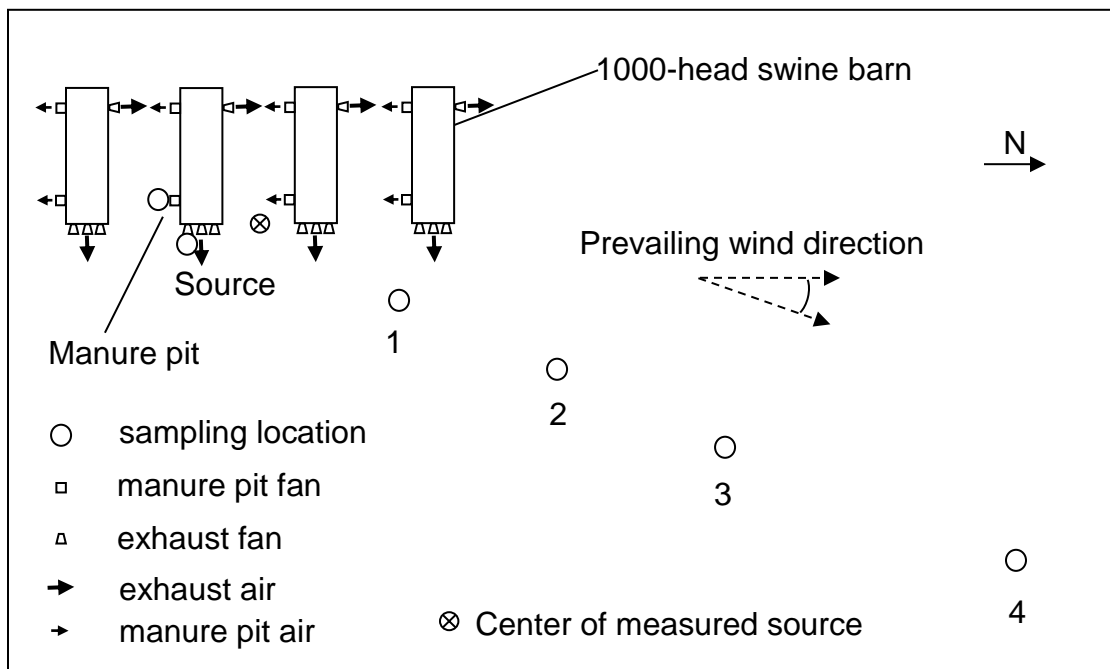 1000-head swine barn
N
Prevailing wind direction
Source
1
Manure pit
2
sampling location
manure pit fan
3
exhaust fan
exhaust air
manure pit air
Center of measured source
4